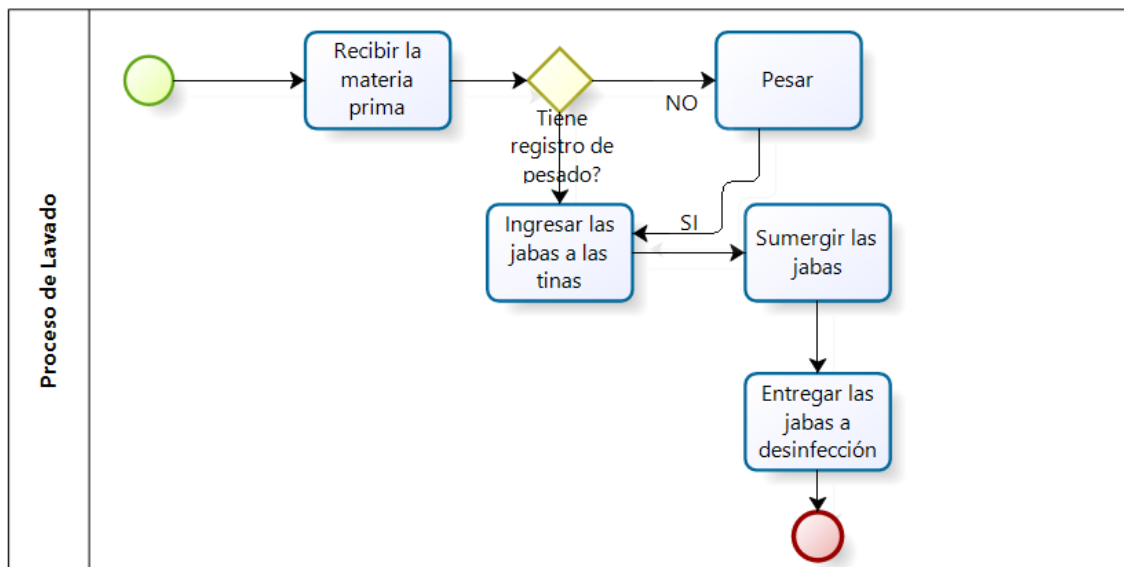 Proceso de Lavado
Recibir la
materia
prima
Tiene
registro de
pesado?
NO
Pesar
SI
Ingresar las
jabas a las
tinas
Sumergir las
jabas
Entregar las
jabas a
desinfección